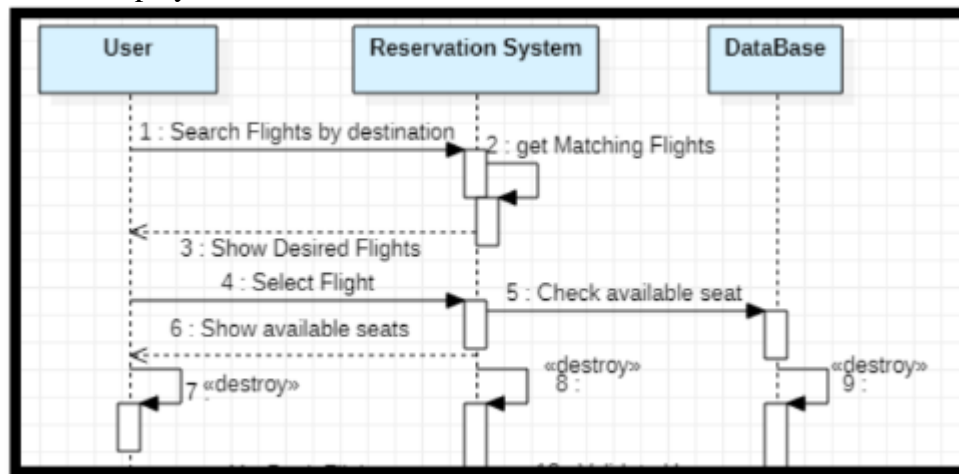 User
Reservation System
DataBase
1 : Search Flights by destination
2 : get Matching Flights
3 : Show Desired Flights
4 : Select Flight
5 : Check available seat
6 : Show available seats
7 :
«destroy»
8 :
«destroy»
9 :
«destroy»